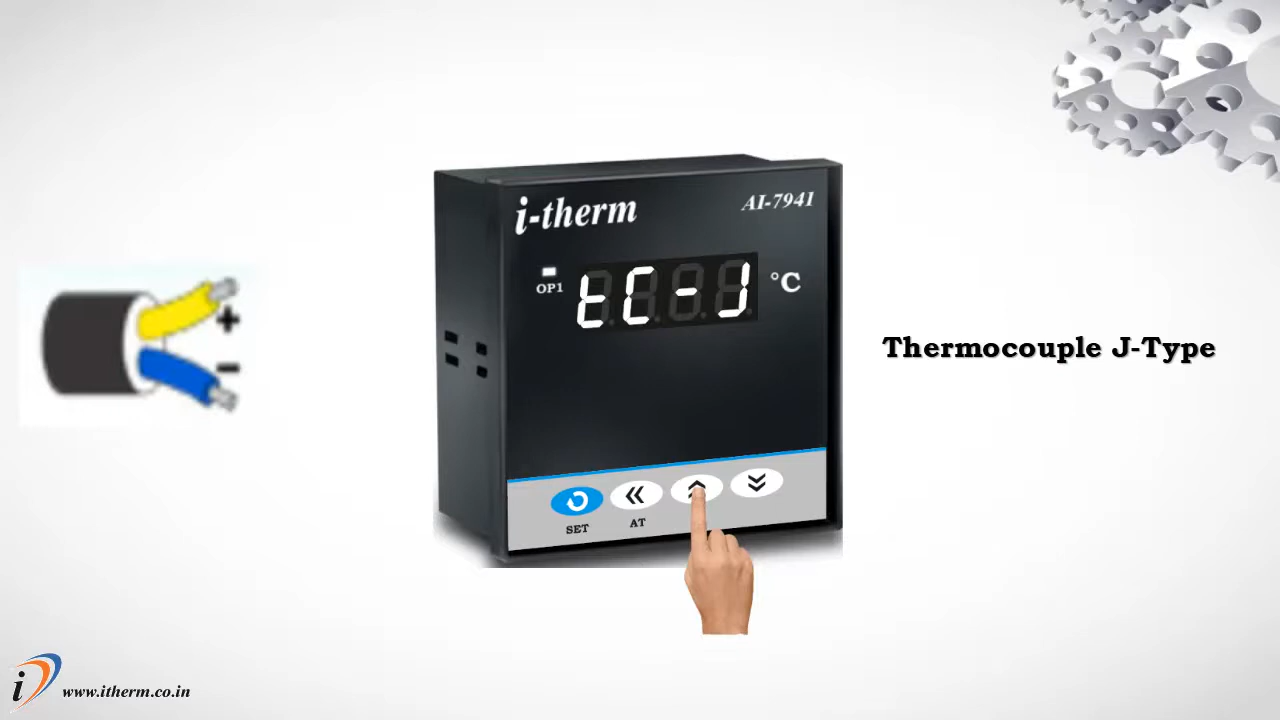 i-therm
AI-7941
OP1
tC-J
°C
+
-
Thermocouple J-Type
SET
AT
i
www.itherm.co.in